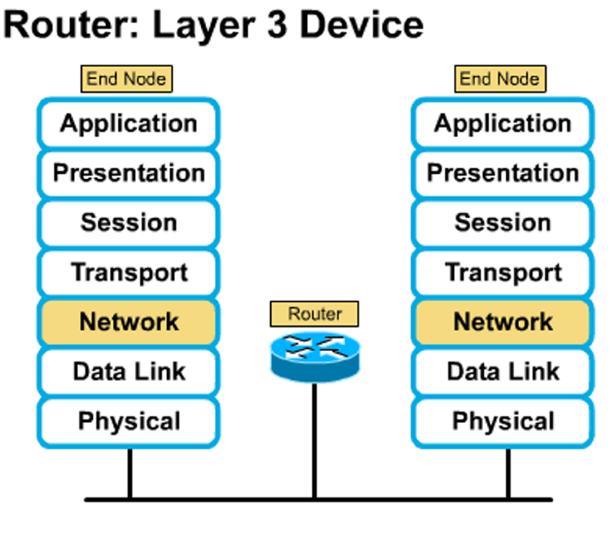 Router: Layer 3 Device
End Node
Application
Presentation
Session
Transport
Network
Data Link
Physical
Router
End Node
Application
Presentation
Session
Transport
Network
Data Link
Physical